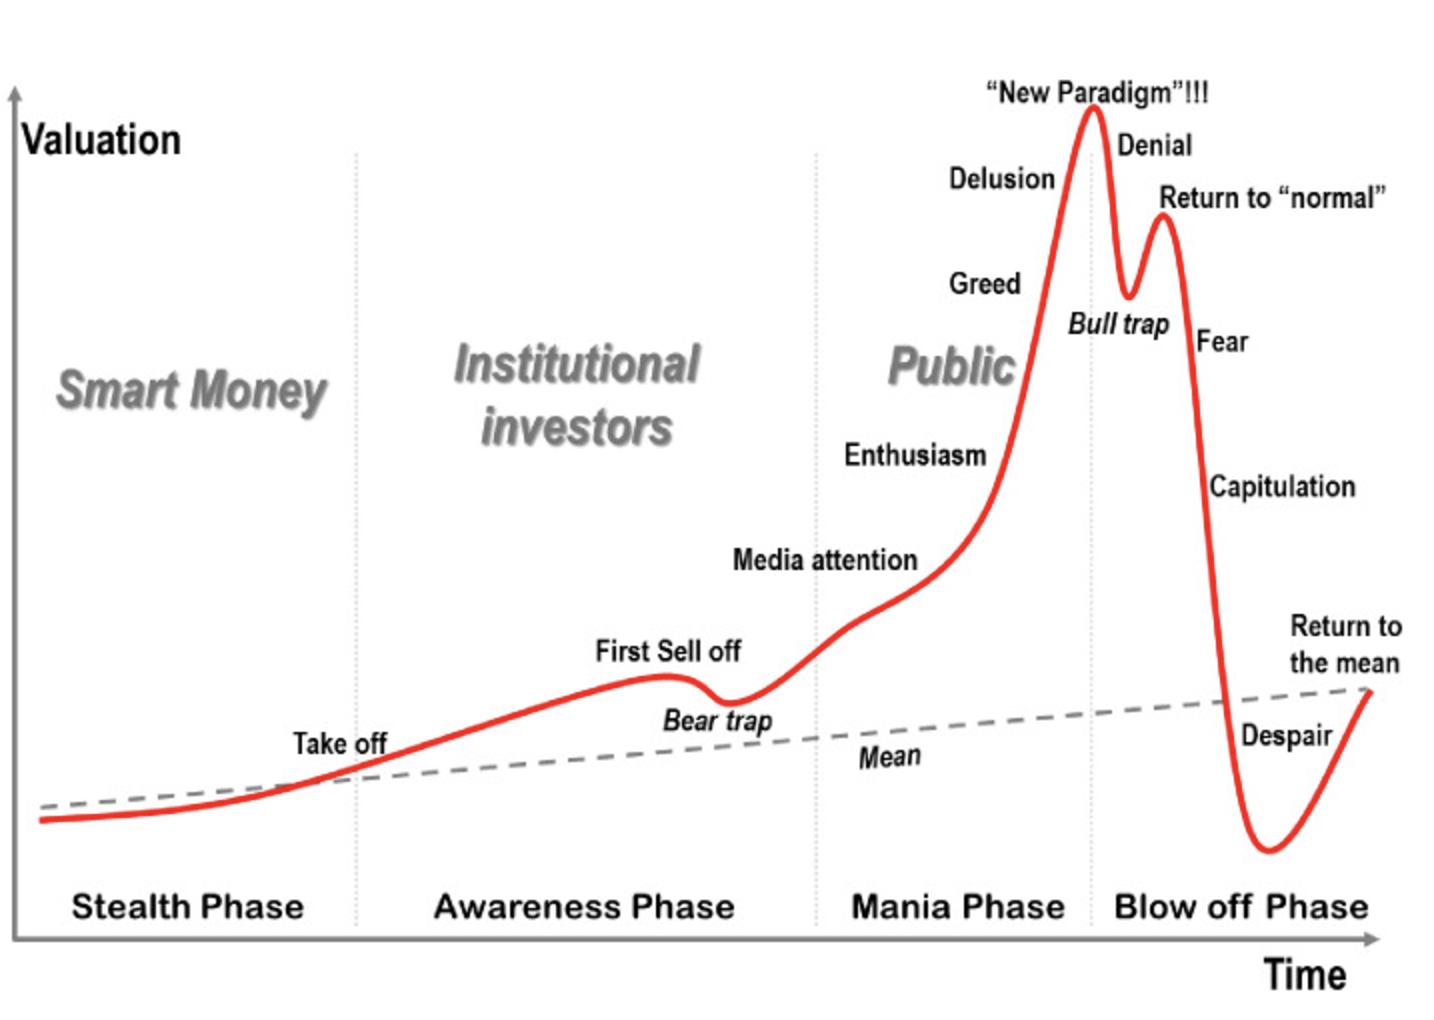 “New Paradigm”!!!
Valuation
Denial
Delusion
Return to “normal”
Greed
Bull trap
Fear
Smart Money
Institutional
investors
Public
Enthusiasm
Capitulation
Media attention
First Sell off
Return to
the mean
Bear trap
Take off
Despair
Mean
Stealth Phase
Awareness Phase
Mania Phase
Blow off Phase
Time